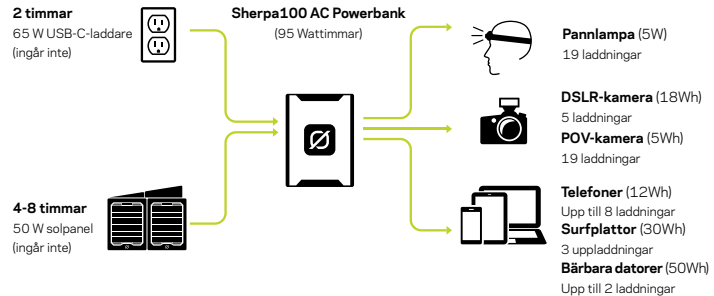 2 timmar
65 W USB-C-laddare
(ingår inte)
Sherpa100 AC Powerbank
(95 Wattimmar)
4-8 timmar
50 W solpanel
(ingår inte)
Pannlampa (5W)
19 laddningar
DSLR-kamera (18Wh)
5 laddningar
POV-kamera (5Wh)
19 laddningar
Telefoner (12Wh)
Upp till 8 laddningar
Surfplattor (30Wh)
3 uppladdningar
Bärbara datorer (50Wh)
Upp till 2 laddningar